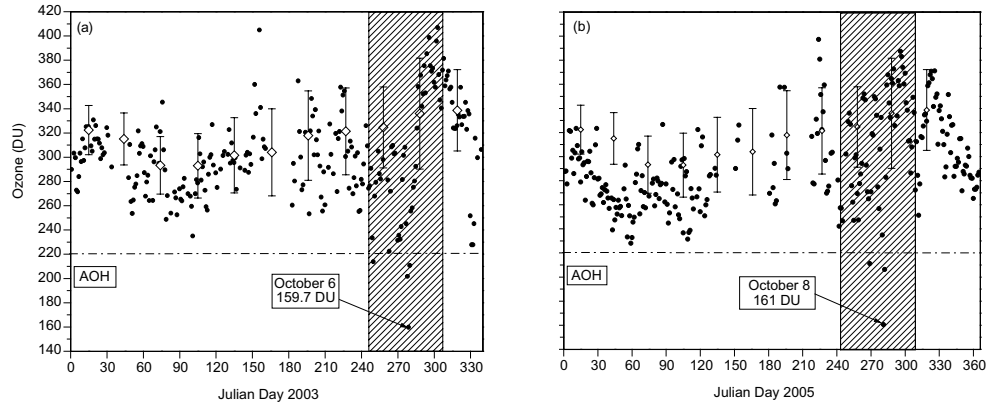 (a)
Ozone (DU)
420
400
380
360
340
320
300
280
260
240
220
200
180
160
140
AOH
October 6
159.7 DU
0 30 60 90 120 150 180 210 240 270 300 330
Julian Day 2003
(b)
AOH
October 8
161 DU
0 30 60 90 120 150 180 210 240 270 300 330 360
Julian Day 2005